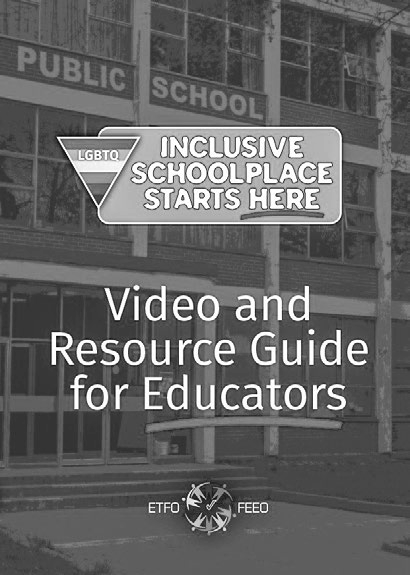 PUBLIC SCHOOL
LGBTQ
INCLUSIVE
SCHOOLPLACE
STARTS HERE
Video and
Resource Guide
for Educators
ETFO FEEO